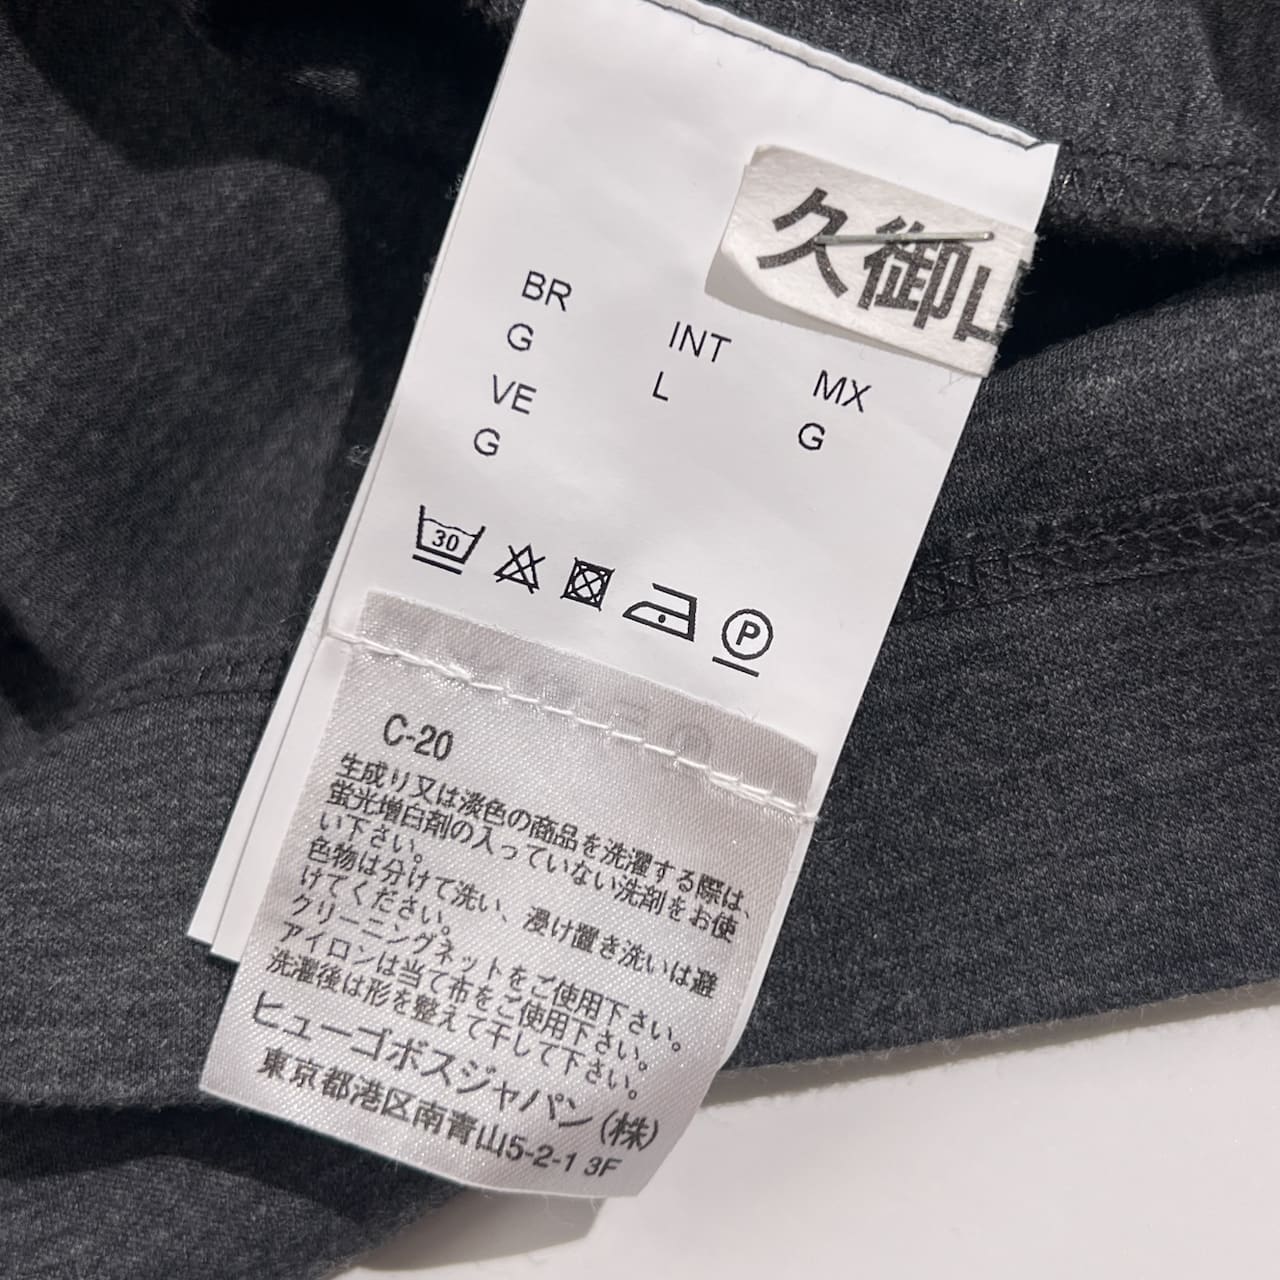 久御山
BR
G
INT
L
MX
G
VE
G
30
P
C-20
生成り又は淡色の商品を洗濯する際は、
蛍光増白剤の入っていない洗剤をお使
い下さい。
色物は分けて洗い、浸け置き洗いは避
けてください。
クリーニングネットをご使用下さい。
アイロンは当て布をご使用下さい。
洗濯後は形を整えて干して下さい。
ヒューゴボスジャパン(株)
東京都港区南青山5-2-1 3F